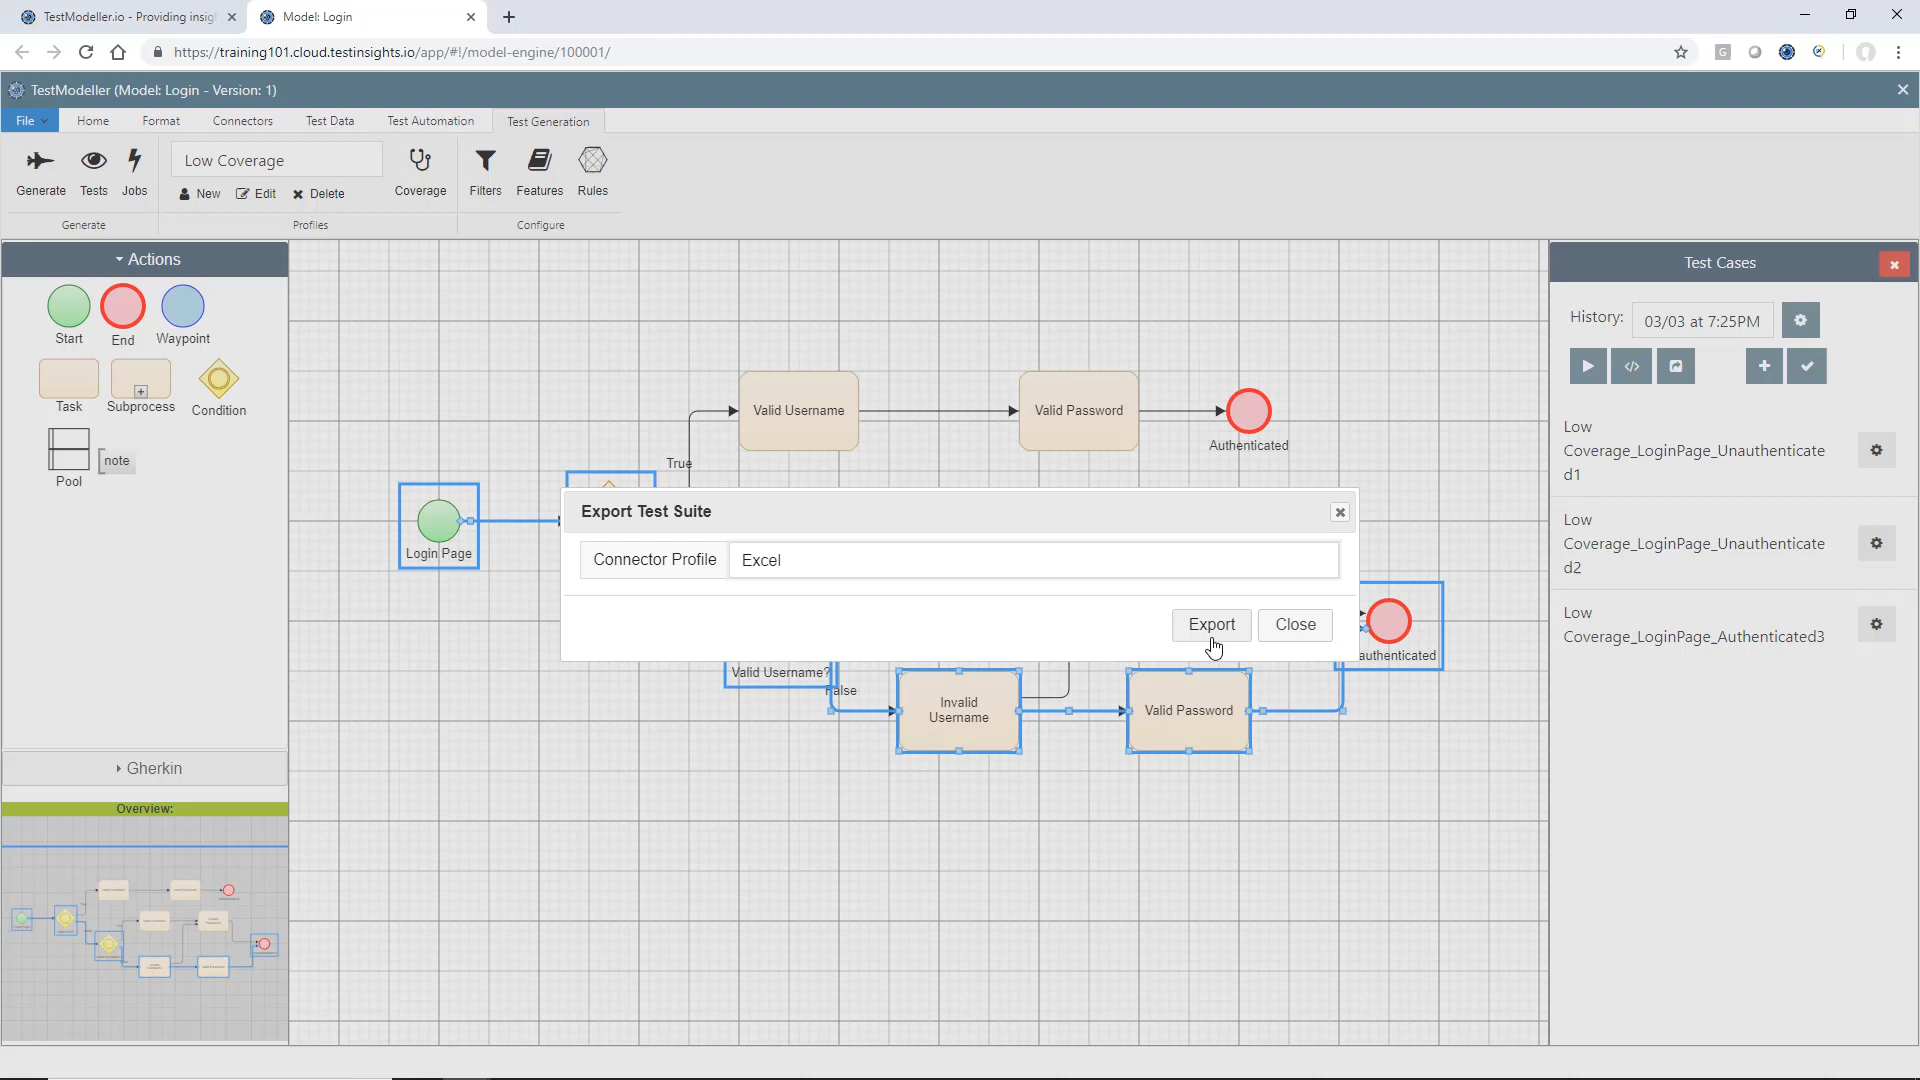 TestModeller.io - Providing insigh
Model: Login
https://training101.cloud.testinsights.io/app/#!/model-engine/100001/
TestModeller (Model: Login - Version: 1)
File
Home
Format
Connectors
Test Data
Test Automation
Test Generation
Generate
Tests
Jobs
Low Coverage
New
Edit
Delete
Coverage
Filters
Features
Rules
Generate
Profiles
Configure
Actions
Start
End
Waypoint
Task
Subprocess
Condition
Pool
note
Gherkin
Overview:
Valid Username
Valid Password
Authenticated
True
Login Page
Export Test Suite
Connector Profile
Excel
Export
Close
authenticated
Valid Username?
False
Invalid
Username
Valid Password
Test Cases
History:
03/03 at 7:25PM
Low
Coverage_LoginPage_Unauthenticate
d1
Low
Coverage_LoginPage_Unauthenticate
d2
Low
Coverage_LoginPage_Authenticated3